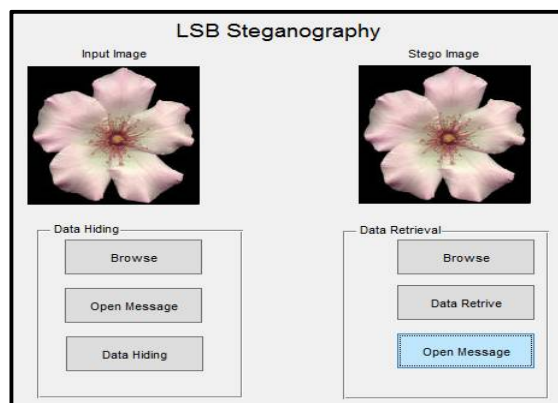 LSB Steganography
Input Image
Stego Image
Data Hiding
Browse
Open Message
Data Hiding
Data Retrieval
Browse
Data Retrive
Open Message